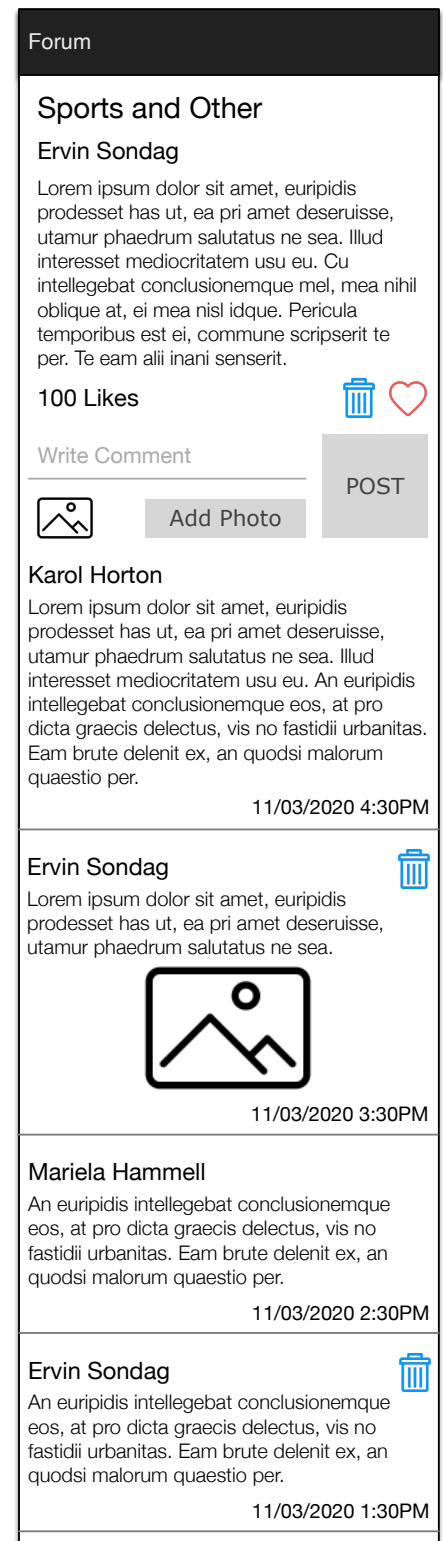 Forum
Sports and Other
Ervin Sondag
Lorem ipsum dolor sit amet, euripidis
prodesset has ut, ea pri amet deseruisse,
utamur phaedrum salutatus ne sea. Illud
interesset mediocritatem usu eu. Cu
intellegebat conclusionemque mel, mea nihil
oblique at, ei mea nisl idque. Pericula
temporibus est ei, commune scripserit te
per. Te eam alii inani senserit.
100 Likes
Write Comment
POST
Add Photo
Karol Horton
Lorem ipsum dolor sit amet, euripidis
prodesset has ut, ea pri amet deseruisse,
utamur phaedrum salutatus ne sea. Illud
interesset mediocritatem usu eu. An euripidis
intellegebat conclusionemque eos, at pro
dicta graecis delectus, vis no fastidii urbanitas.
Eam brute delenit ex, an quodsi malorum
quaestio per.
11/03/2020 4:30PM
Ervin Sondag
Lorem ipsum dolor sit amet, euripidis
prodesset has ut, ea pri amet deseruisse,
utamur phaedrum salutatus ne sea.
11/03/2020 3:30PM
Mariela Hammell
An euripidis intellegebat conclusionemque
eos, at pro dicta graecis delectus, vis no
fastidii urbanitas. Eam brute delenit ex, an
quodsi malorum quaestio per.
11/03/2020 2:30PM
Ervin Sondag
An euripidis intellegebat conclusionemque
eos, at pro dicta graecis delectus, vis no
fastidii urbanitas. Eam brute delenit ex, an
quodsi malorum quaestio per.
11/03/2020 1:30PM